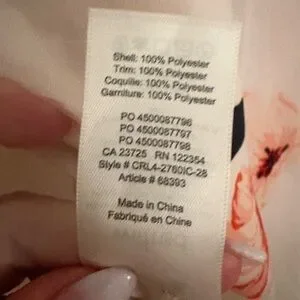 Shell: 100% Polyester
Trim: 100% Polyester
Coquille: 100% Polyester
Garniture: 100% Polyester
PO 4500087796
PO 4500087797
PO 4500087798
CA 23725 RN 122354
Style # CRL4-2760IC-28
Article # 68393
Made in China
Fabriqué en Chine